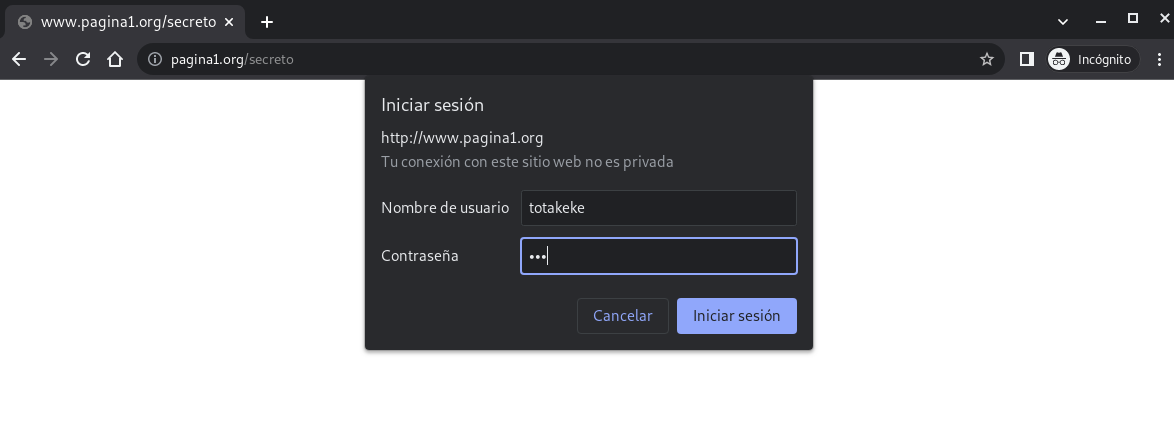 www.pagina1.org/secreto
pagina1.org/secreto
Incógnito
Iniciar sesión
http://www.pagina1.org
Tu conexión con este sitio web no es privada
Nombre de usuario totakeke
Contraseña •••
Cancelar Iniciar sesión